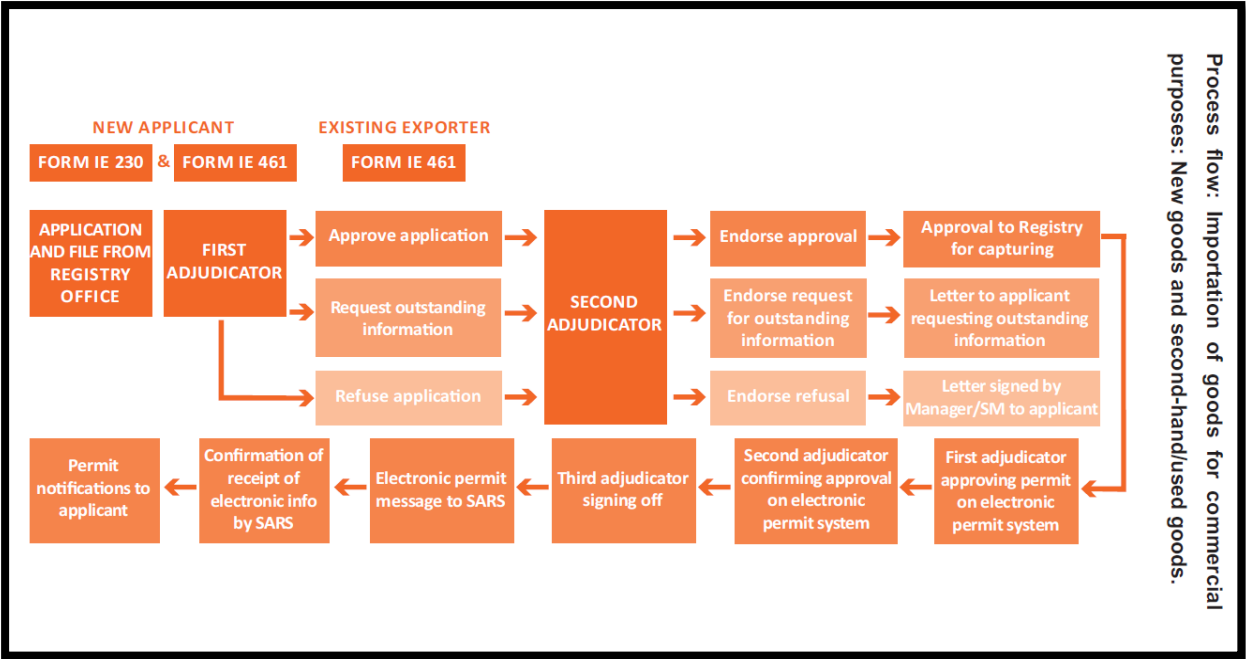 Process flow: Importation of goods for commercial
purposes: New goods and second-hand/used goods.
NEW APPLICANT
FORM IE 230
&
FORM IE 461
EXISTING EXPORTER
FORM IE 461
APPLICATION
AND FILE FROM
REGISTRY
OFFICE
FIRST
ADJUDICATOR
Approve application
Request outstanding
information
Refuse application
SECOND
ADJUDICATOR
Endorse approval
Endorse request
for outstanding
information
Endorse refusal
Approval to Registry
for capturing
Letter to applicant
requesting outstanding
information
Letter signed by
Manager/SM to applicant
First adjudicator
approving permit
on electronic
permit system
Second adjudicator
confirming approval
on electronic
permit system
Third adjudicator
signing off
Electronic permit
message to SARS
Confirmation of
receipt of
electronic info
by SARS
Permit
notifications to
applicant